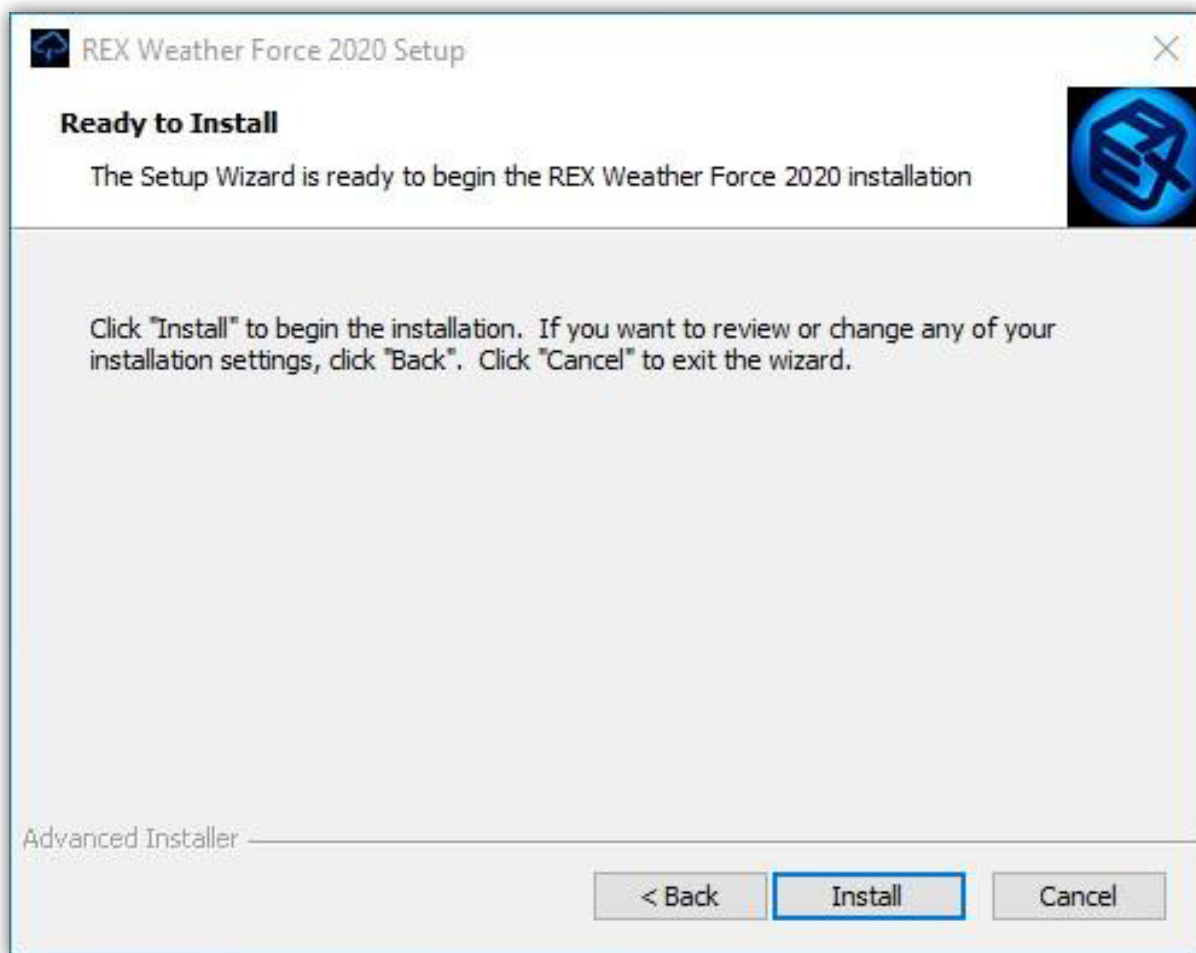 REX Weather Force 2020 Setup
Ready to Install
The Setup Wizard is ready to begin the REX Weather Force 2020 installation
REX
Click "Install" to begin the installation.  If you want to review or change any of your
installation settings, click "Back".  Click "Cancel" to exit the wizard.
Advanced Installer
< Back
Install
Cancel